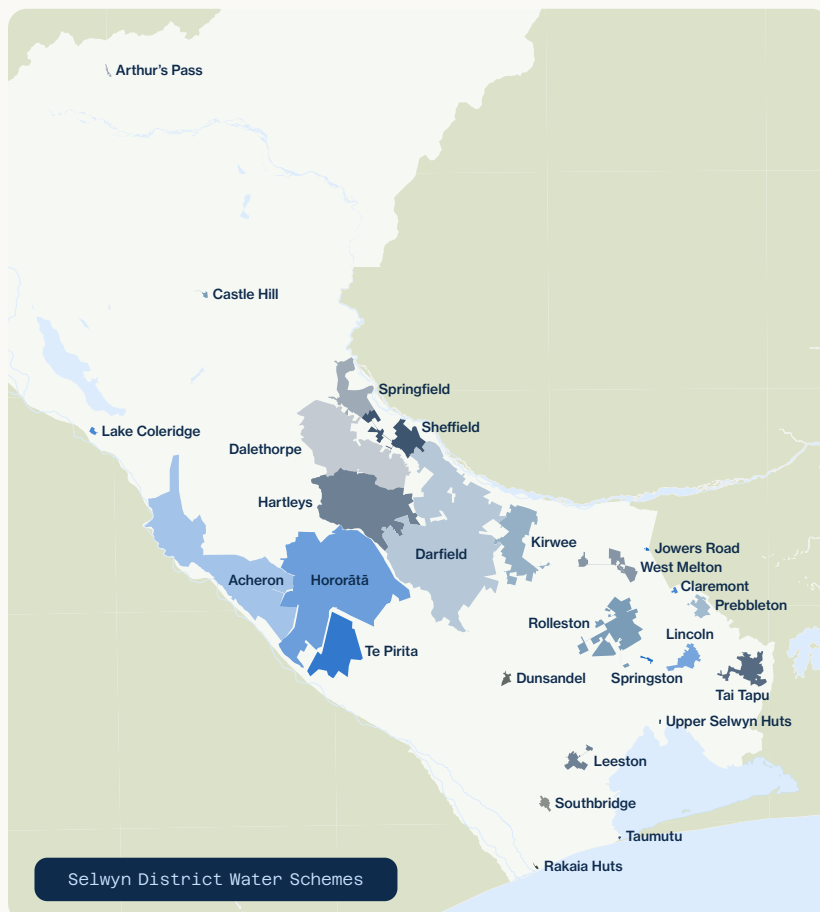 Arthur’s Pass
Castle Hill
Springfield
Sheffield
Lake Coleridge
Dalethorpe
Hartleys
Kirwee
Darfield
Jowers Road
West Melton
Acheron
Hororātā
Claremont
Prebbleton
Rolleston
Lincoln
Te Pirita
Dunsandel
Springston
Tai Tapu
Upper Selwyn Huts
Leeston
Southbridge
Taumutu
Rakaia Huts
Selwyn District Water Schemes